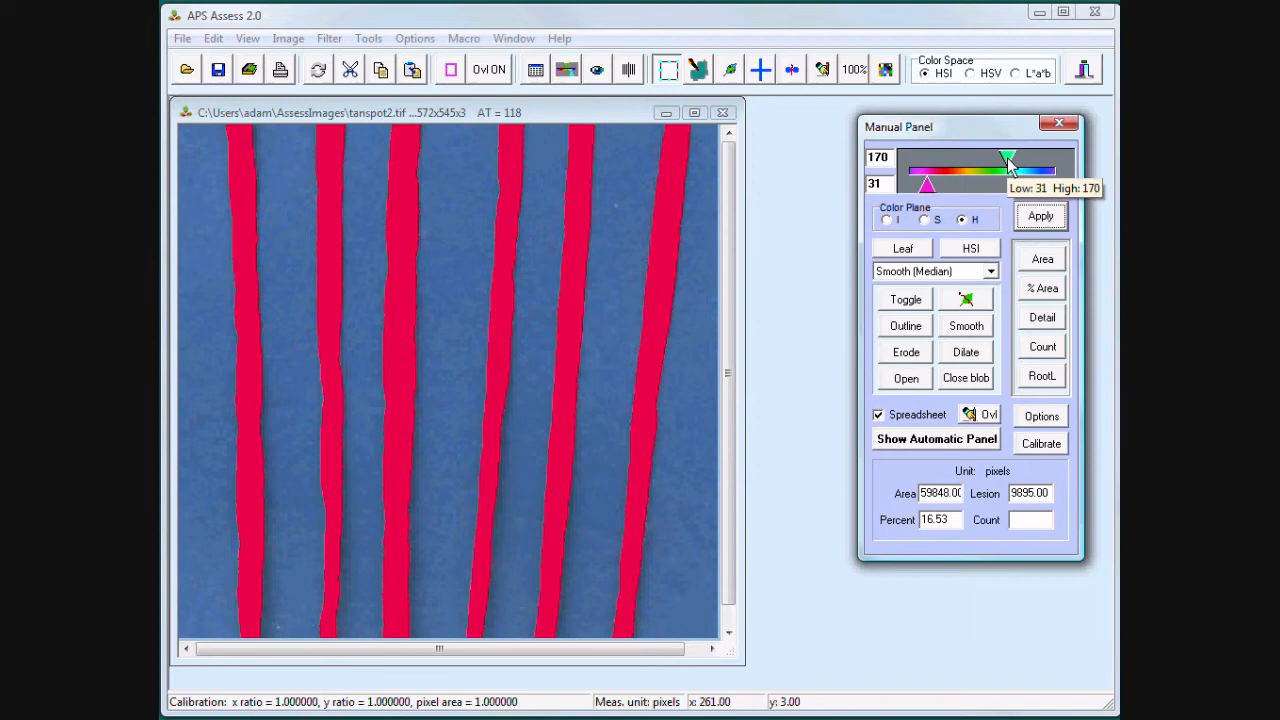 APS Assess 2.0
File Edit View Image Filter Tools Options Macro Window Help
Ovl ON
100%
Color Space
HSI HSV L*a*b
C:\Users\adam\AssessImages\tanspot2.tif ...572x545x3 AT = 118
Manual Panel
170
31
Low: 31 High: 170
Color Plane
I S H
Apply
Leaf HSI
Smooth (Median)
Area
% Area
Detail
Count
RootL
Toggle
Outline Smooth
Erode Dilate
Open Close blob
Spreadsheet Ovl
Options
Show Automatic Panel
Calibrate
Unit: pixels
Area 59848.00 Lesion 9895.00
Percent 16.53 Count
Calibration: x ratio = 1.000000, y ratio = 1.000000, pixel area = 1.000000 Meas. unit: pixels x: 261.00 y: 3.00